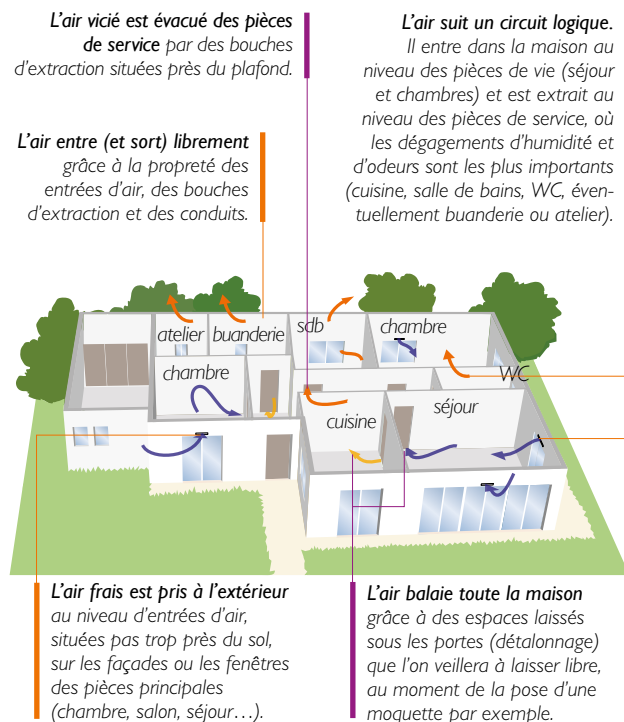 L'air vicié est évacué des pièces
de service par des bouches
d'extraction situées près du plafond.
L'air suit un circuit logique.
Il entre dans la maison au
niveau des pièces de vie (séjour
et chambres) et est extrait au
niveau des pièces de service, où
les dégagements d'humidité et
d'odeurs sont les plus importants
(cuisine, salle de bains, WC, éven-
tuellement buanderie ou atelier).
L'air entre (et sort) librement
grâce à la propreté des
entrées d'air, des bouches
d'extraction et des conduits.
atelier
buanderie
sdb
chambre
chambre
WC
cuisine
séjour
L'air frais est pris à l'extérieur
au niveau d'entrées d'air,
situées pas trop près du sol,
sur les façades ou les fenêtres
des pièces principales
(chambre, salon, séjour…).
L'air balaie toute la maison
grâce à des espaces laissés
sous les portes (détalonnage)
que l'on veillera à laisser libre,
au moment de la pose d'une
moquette par exemple.